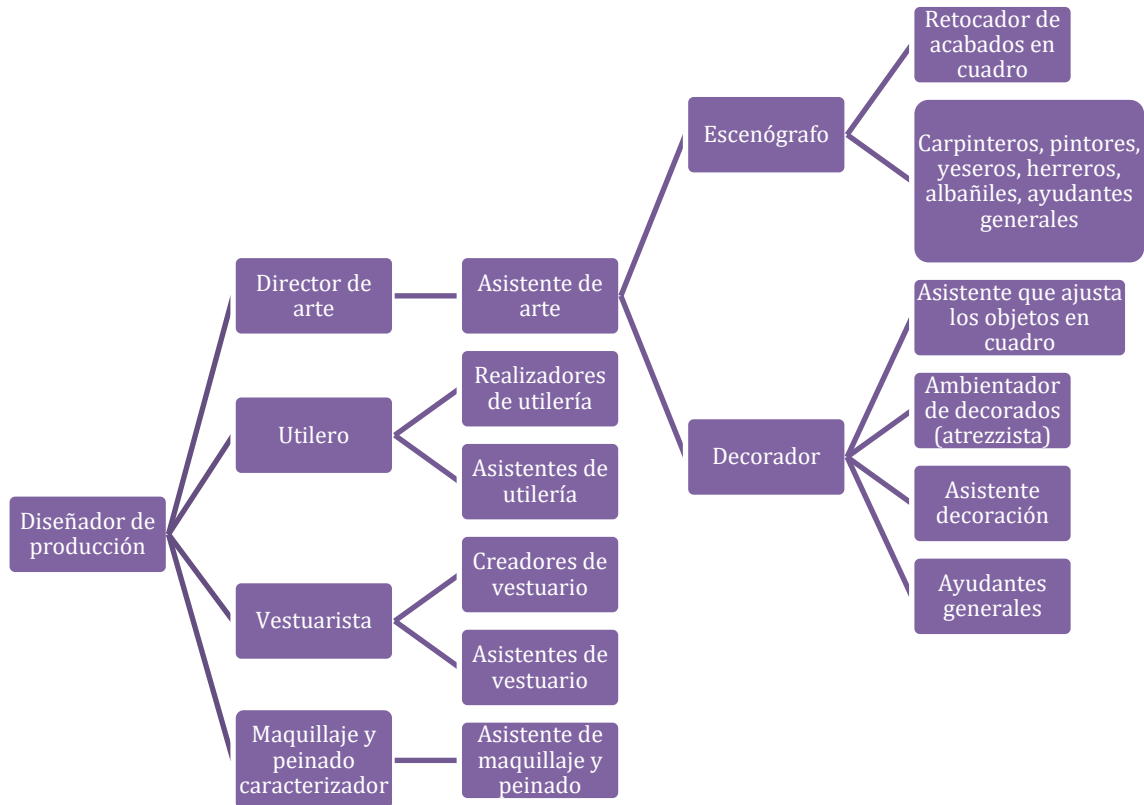 Diseñador de
producción
Director de
arte
Asistente de
arte
Escenógrafo
Retocador de
acabados en
cuadro
Carpinteros, pintores,
yeseros, herreros,
albañiles, ayudantes
generales
Decorador
Asistente que ajusta
los objetos en
cuadro
Ambientador
de decorados
(atrezzista)
Asistente
decoración
Ayudantes
generales
Utilero
Realizadores
de utilería
Asistentes de
utilería
Vestuarista
Creadores de
vestuario
Asistentes de
vestuario
Maquillaje y
peinado
caracterizador
Asistente de
maquillaje y
peinado